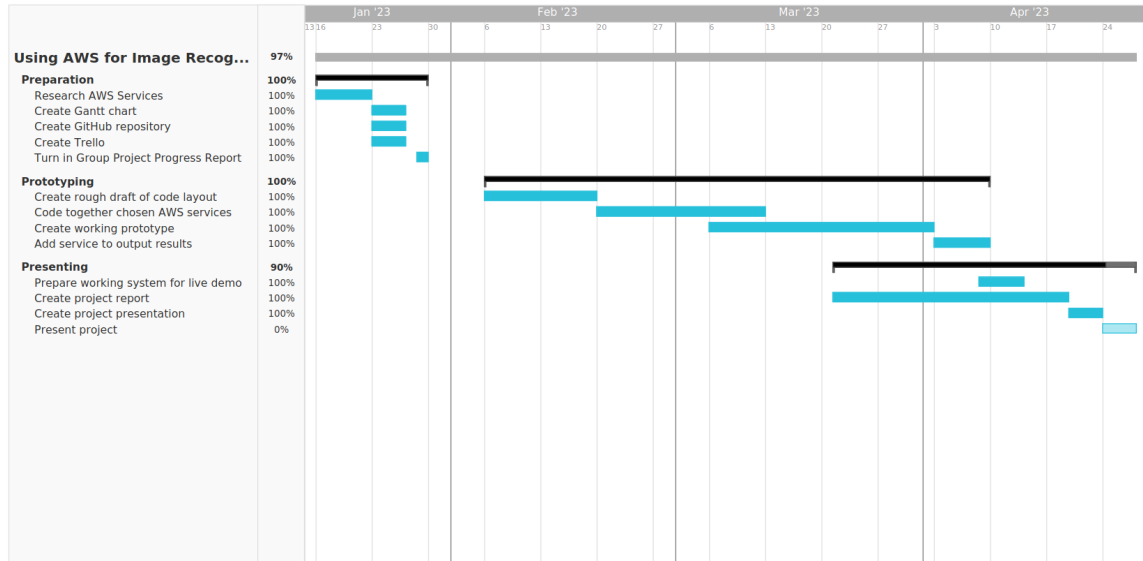 Jan '23 Feb '23 Mar '23 Apr '23
13 16 23 30 6 13 20 27 6 13 20 27 3 10 17 24
Using AWS for Image Recog... 97%
Preparation 100%
Research AWS Services 100%
Create Gantt chart 100%
Create GitHub repository 100%
Create Trello 100%
Turn in Group Project Progress Report 100%
Prototyping 100%
Create rough draft of code layout 100%
Code together chosen AWS services 100%
Create working prototype 100%
Add service to output results 100%
Presenting 90%
Prepare working system for live demo 100%
Create project report 100%
Create project presentation 100%
Present project 0%